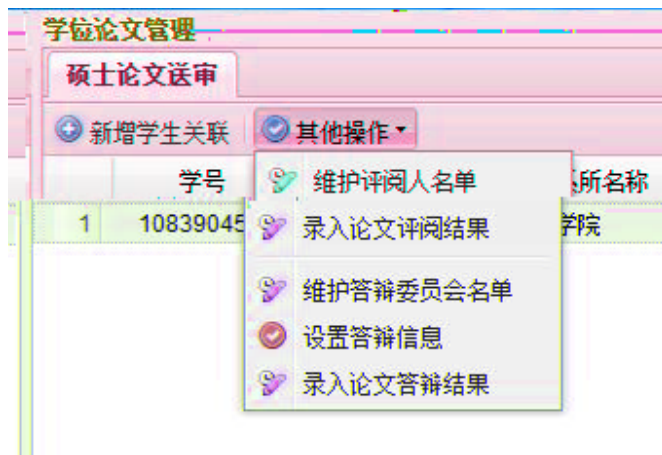 学位论文管理
硕士论文送审
新增学生关联 其他操作
学号 所名称
1 10839045 学院
维护评阅人名单
录入论文评阅结果
维护答辩委员会名单
设置答辩信息
录入论文答辩结果